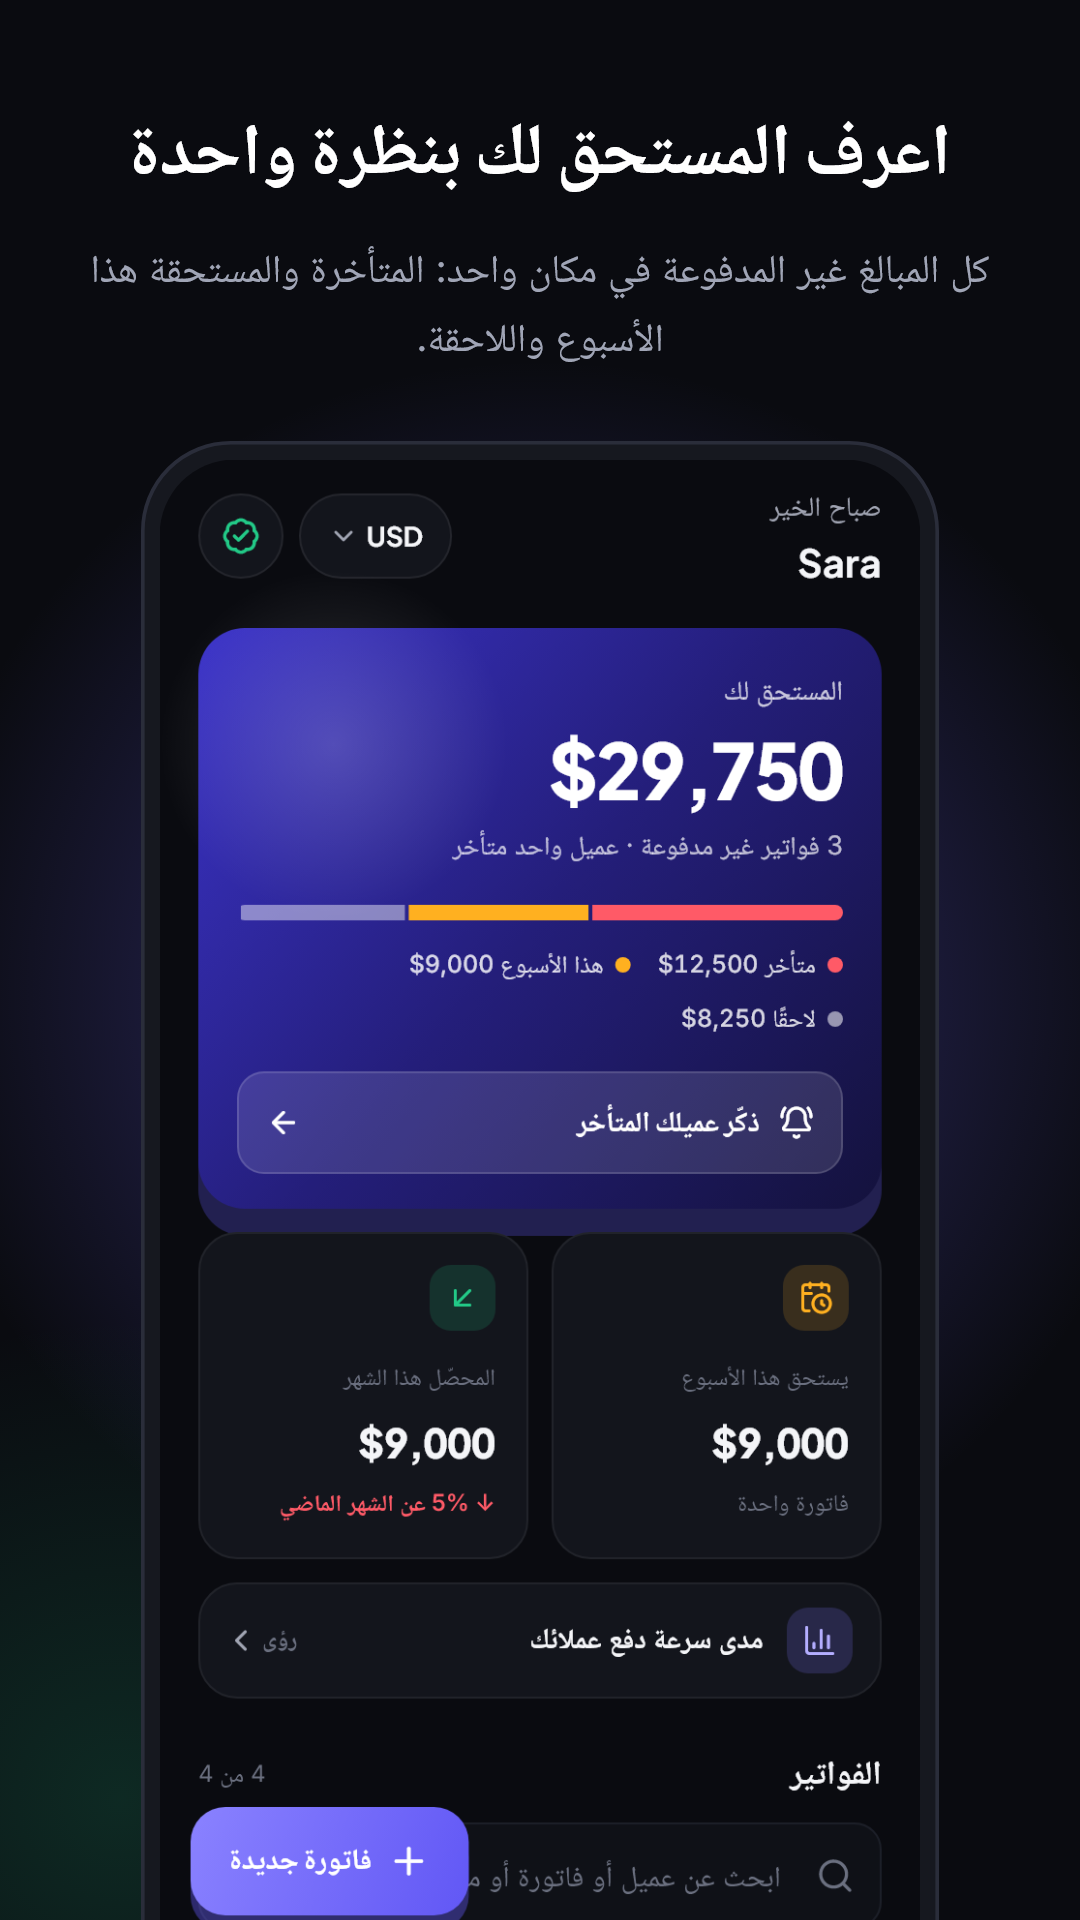 اعرف المستحق لك بنظرة واحدة
كل المبالغ غير المدفوعة في مكان واحد: المتأخرة والمستحقة هذا
الأسبوع واللاحقة.
صباح الخير
Sara
USD
المستحق لك
$29,750
3 فواتير غير مدفوعة · عميل واحد متأخر
متأخر $12,500
هذا الأسبوع $9,000
لاحقًا $8,250
ذكّر عميلك المتأخر
يستحق هذا الأسبوع
$9,000
فاتورة واحدة
المحصّل هذا الشهر
$9,000
↓ 5% عن الشهر الماضي
مدى سرعة دفع عملائك
رؤى
الفواتير
4 من 4
ابحث عن عميل أو فاتورة أو
فاتورة جديدة